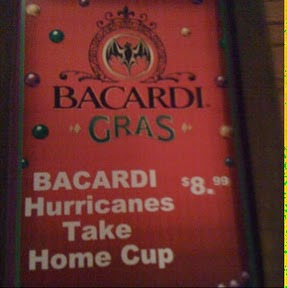 BACARDI
GRAS
BACARDI $8.99
Hurricanes
Take
Home Cup